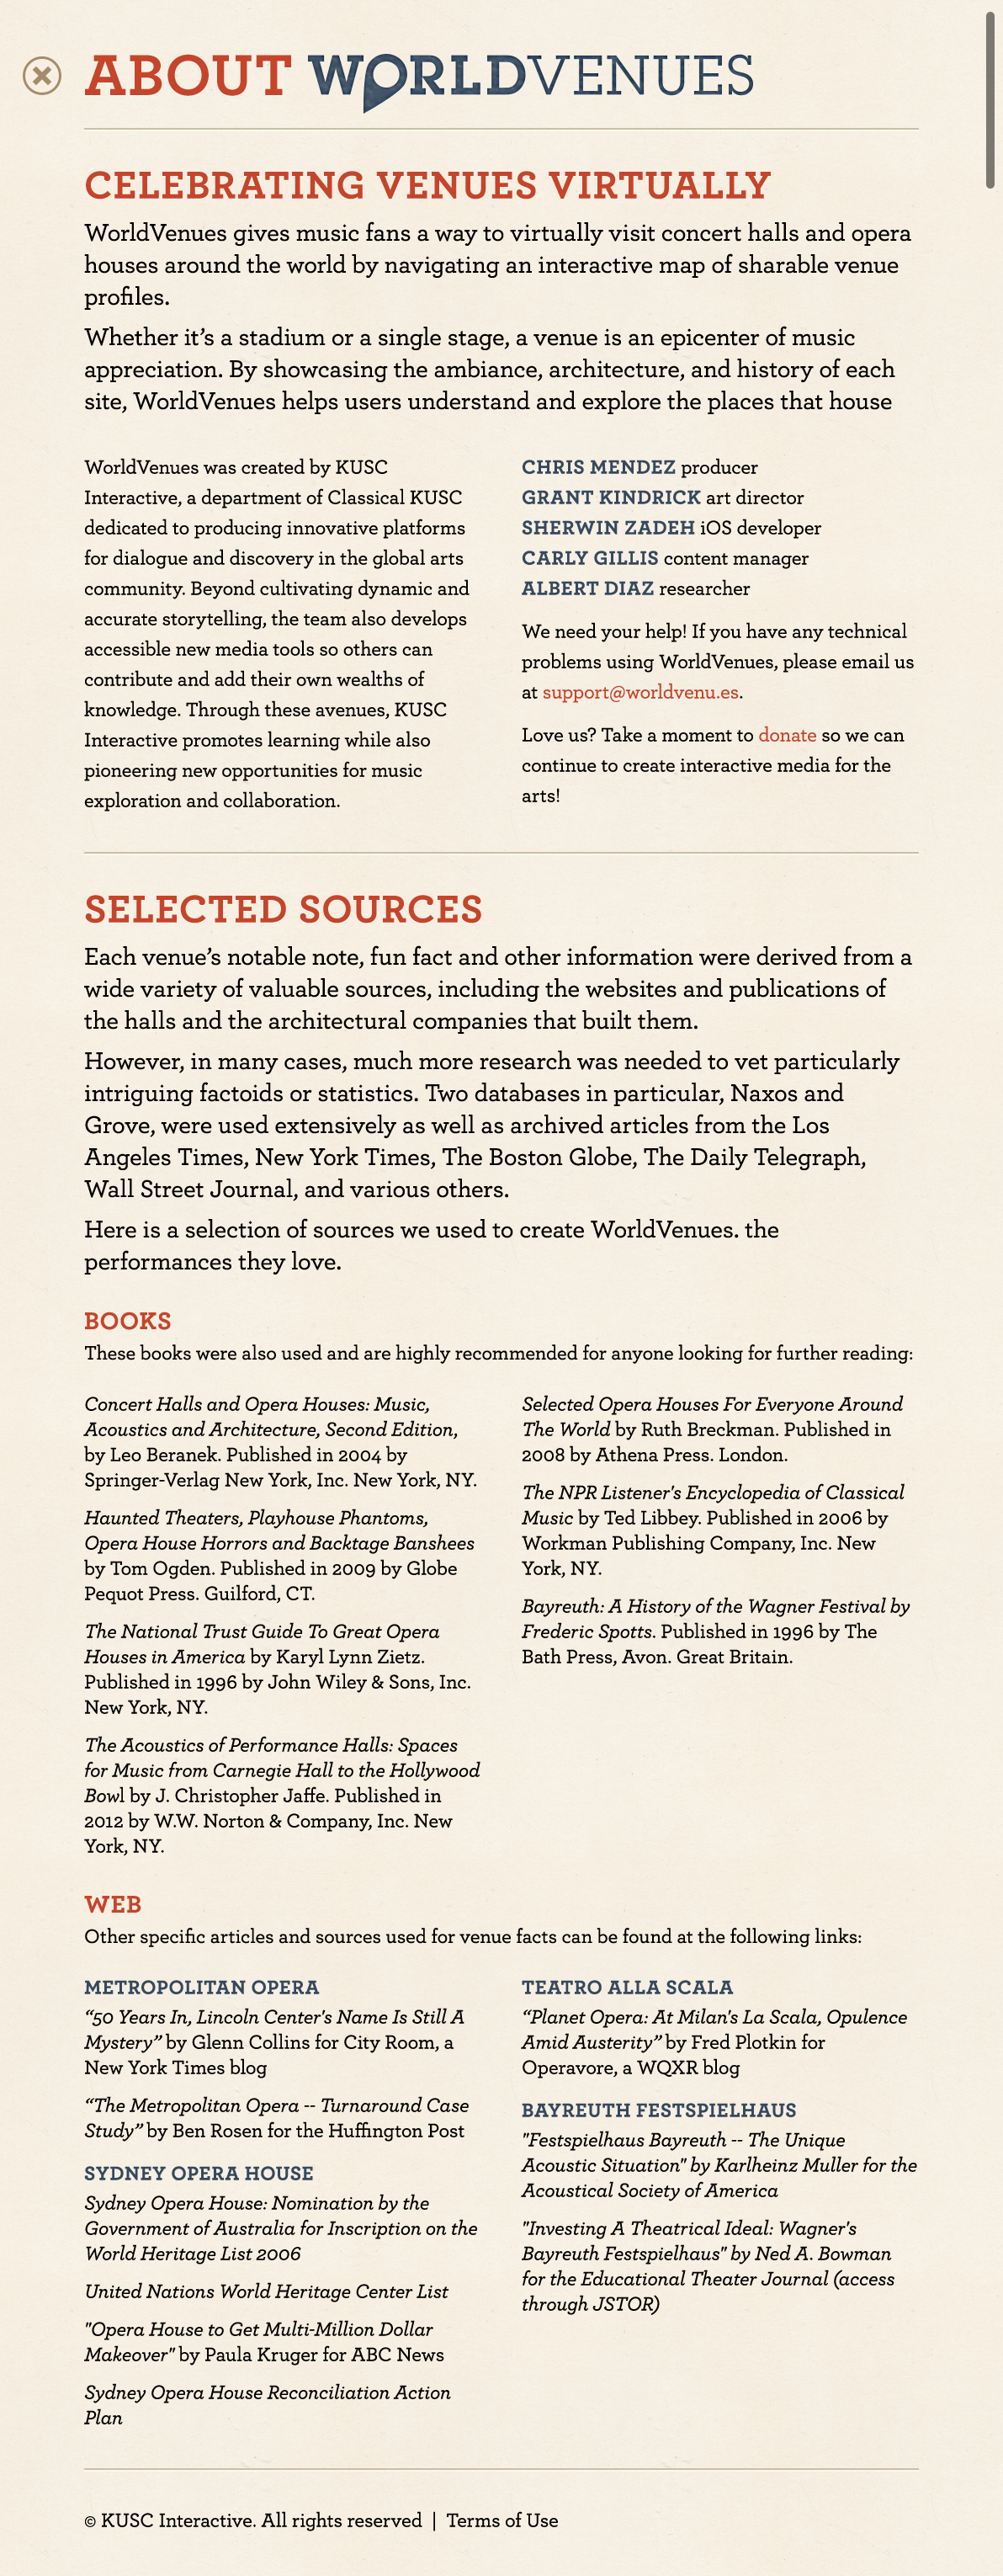 ABOUT WORLDVENUES
CELEBRATING VENUES VIRTUALLY
WorldVenues gives music fans a way to virtually visit concert halls and opera
houses around the world by navigating an interactive map of sharable venue
profiles.
Whether it’s a stadium or a single stage, a venue is an epicenter of music
appreciation. By showcasing the ambiance, architecture, and history of each
site, WorldVenues helps users understand and explore the places that house
WorldVenues was created by KUSC
Interactive, a department of Classical KUSC
dedicated to producing innovative platforms
for dialogue and discovery in the global arts
community. Beyond cultivating dynamic and
accurate storytelling, the team also develops
accessible new media tools so others can
contribute and add their own wealths of
knowledge. Through these avenues, KUSC
Interactive promotes learning while also
pioneering new opportunities for music
exploration and collaboration.
CHRIS MENDEZ producer
GRANT KINDRICK art director
SHERWIN ZADEH iOS developer
CARLY GILLIS content manager
ALBERT DIAZ researcher
We need your help! If you have any technical
problems using WorldVenues, please email us
at support@worldvenu.es.
Love us? Take a moment to donate so we can
continue to create interactive media for the
arts!
SELECTED SOURCES
Each venue’s notable note, fun fact and other information were derived from a
wide variety of valuable sources, including the websites and publications of
the halls and the architectural companies that built them.
However, in many cases, much more research was needed to vet particularly
intriguing factoids or statistics. Two databases in particular, Naxos and
Grove, were used extensively as well as archived articles from the Los
Angeles Times, New York Times, The Boston Globe, The Daily Telegraph,
Wall Street Journal, and various others.
Here is a selection of sources we used to create WorldVenues. the
performances they love.
BOOKS
These books were also used and are highly recommended for anyone looking for further reading:
Concert Halls and Opera Houses: Music,
Acoustics and Architecture, Second Edition,
by Leo Beranek. Published in 2004 by
Springer-Verlag New York, Inc. New York, NY.
Haunted Theaters, Playhouse Phantoms,
Opera House Horrors and Backtage Banshees
by Tom Ogden. Published in 2009 by Globe
Pequot Press. Guilford, CT.
The National Trust Guide To Great Opera
Houses in America by Karyl Lynn Zietz.
Published in 1996 by John Wiley & Sons, Inc.
New York, NY.
The Acoustics of Performance Halls: Spaces
for Music from Carnegie Hall to the Hollywood
Bowl by J. Christopher Jaffe. Published in
2012 by W.W. Norton & Company, Inc. New
York, NY.
Selected Opera Houses For Everyone Around
The World by Ruth Breckman. Published in
2008 by Athena Press. London.
The NPR Listener's Encyclopedia of Classical
Music by Ted Libbey. Published in 2006 by
Workman Publishing Company, Inc. New
York, NY.
Bayreuth: A History of the Wagner Festival by
Frederic Spotts. Published in 1996 by The
Bath Press, Avon. Great Britain.
WEB
Other specific articles and sources used for venue facts can be found at the following links:
METROPOLITAN OPERA
“50 Years In, Lincoln Center's Name Is Still A
Mystery” by Glenn Collins for City Room, a
New York Times blog
“The Metropolitan Opera -- Turnaround Case
Study” by Ben Rosen for the Huffington Post
SYDNEY OPERA HOUSE
Sydney Opera House: Nomination by the
Government of Australia for Inscription on the
World Heritage List 2006
United Nations World Heritage Center List
"Opera House to Get Multi-Million Dollar
Makeover" by Paula Kruger for ABC News
Sydney Opera House Reconciliation Action
Plan
TEATRO ALLA SCALA
“Planet Opera: At Milan's La Scala, Opulence
Amid Austerity” by Fred Plotkin for
Operavore, a WQXR blog
BAYREUTH FESTSPIELHAUS
"Festspielhaus Bayreuth -- The Unique
Acoustic Situation" by Karlheinz Muller for the
Acoustical Society of America
"Investing A Theatrical Ideal: Wagner's
Bayreuth Festspielhaus" by Ned A. Bowman
for the Educational Theater Journal (access
through JSTOR)
© KUSC Interactive. All rights reserved | Terms of Use